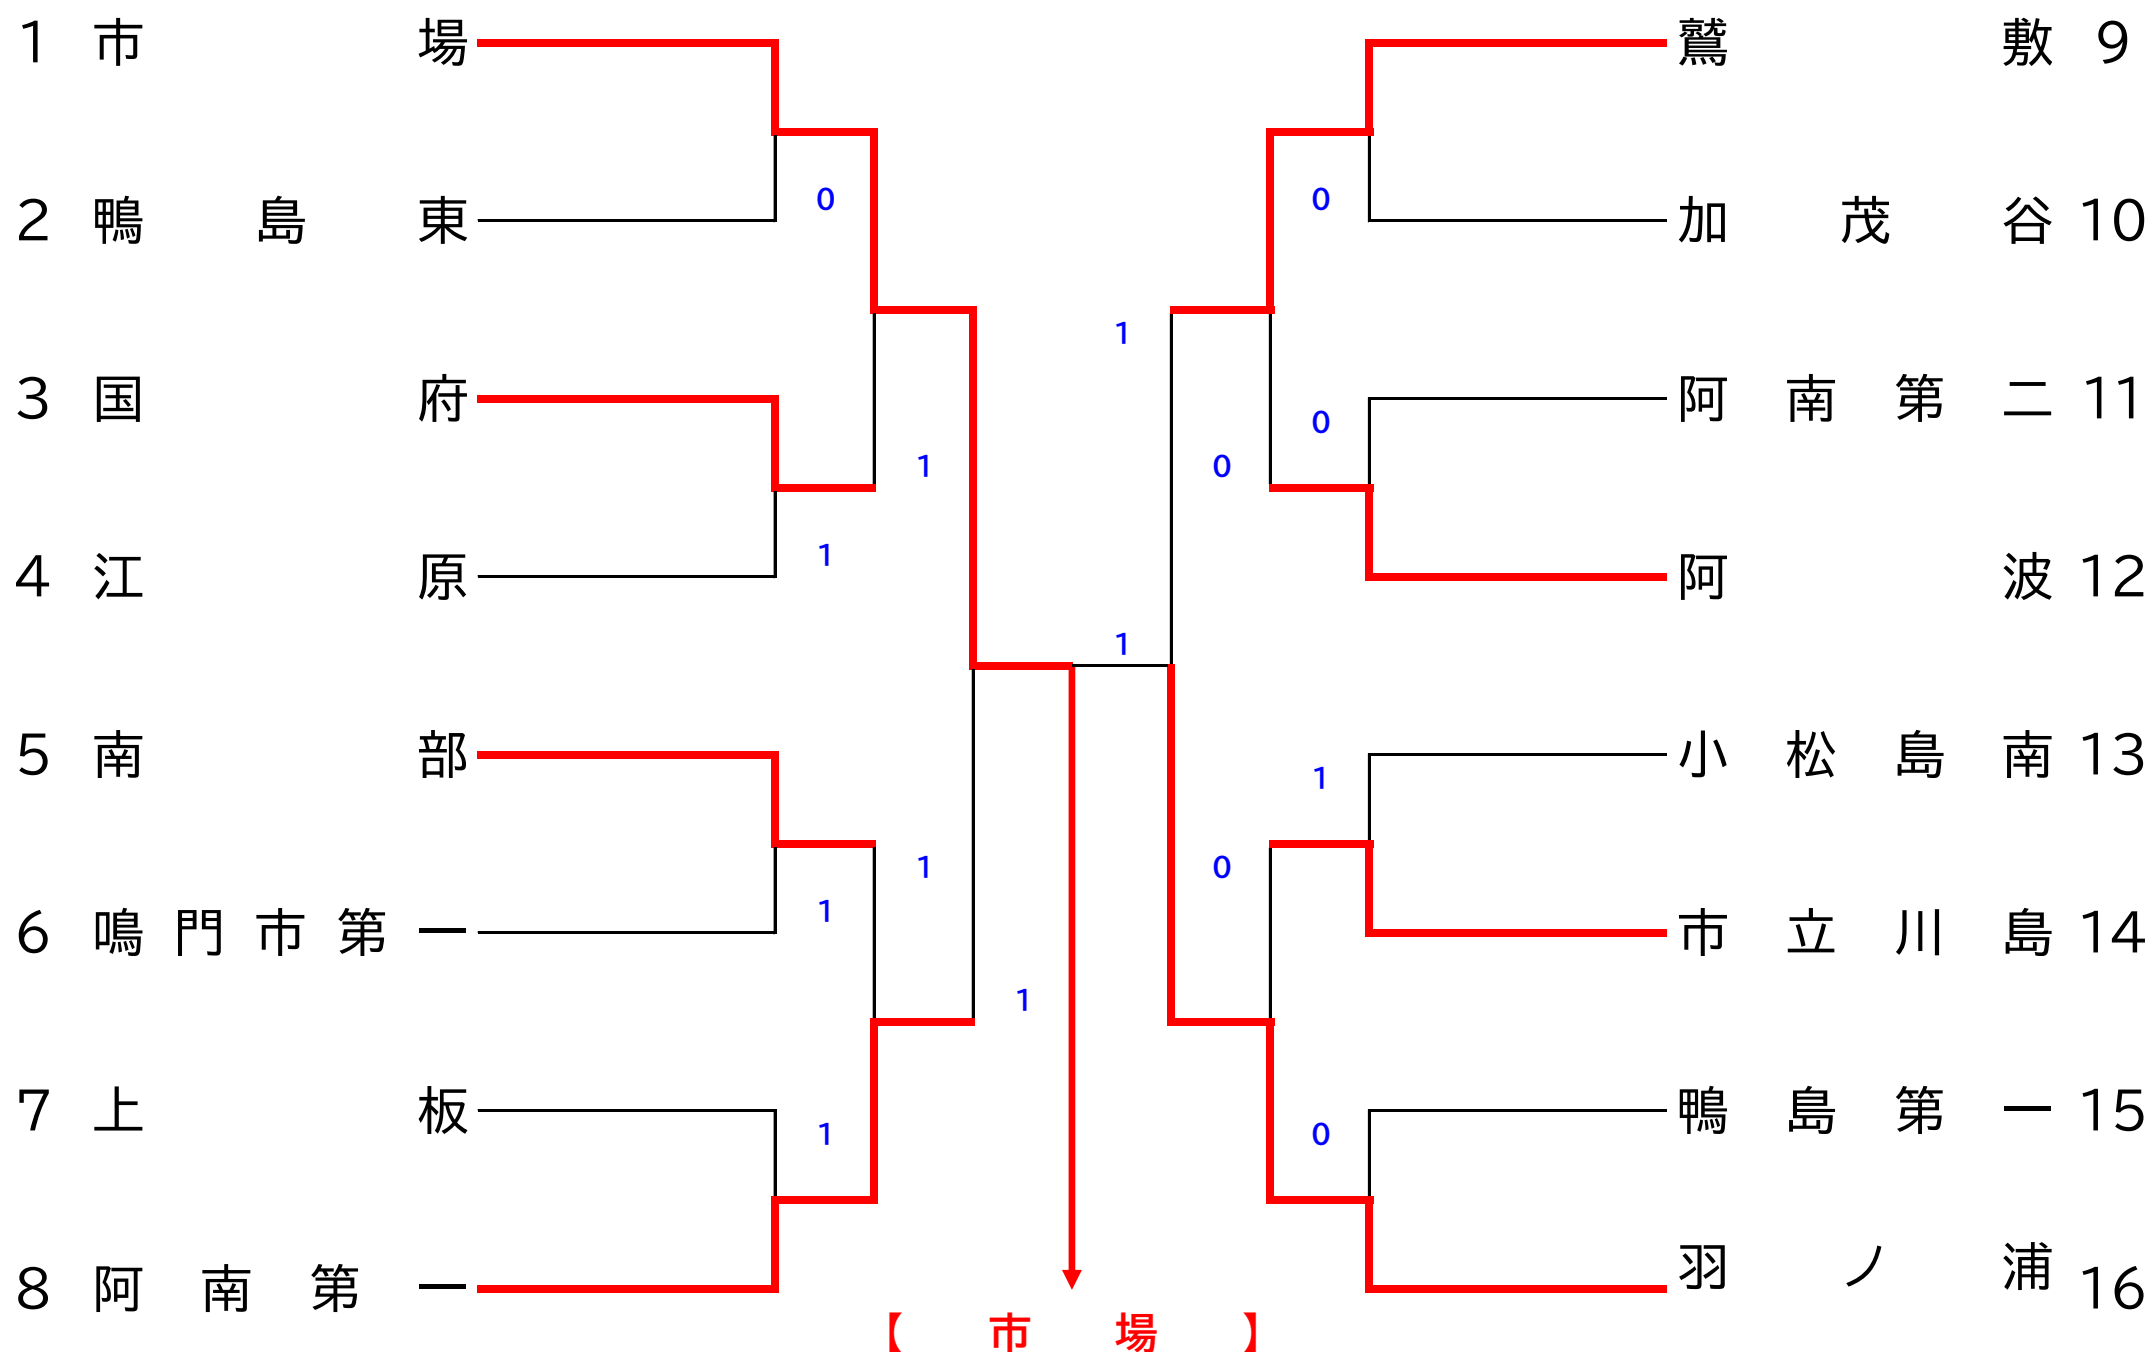 1 市場
鷲敷 9
2 鴨島東
0
0
加茂谷 10
1
3 国府
阿南第二 11
0
1
0
4 江原
1
阿波 12
1
5 南部
小松島南 13
1
1
0
6 鳴門市第一
1
市立川島 14
1
7 上板
1
0
鴨島第一 15
8 阿南第一
羽ノ浦 16
【 市場 】